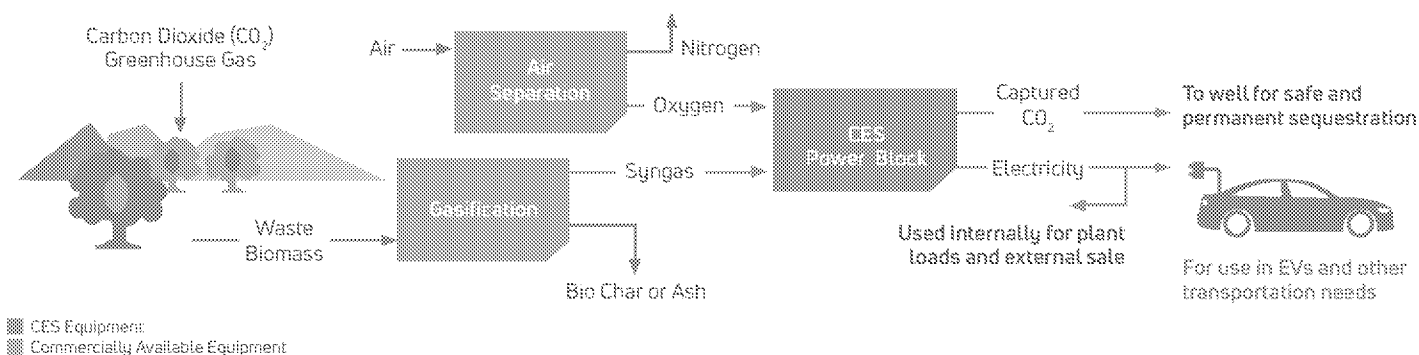 Carbon Dioxide (CO₂)
Greenhouse Gas
Air
Air
Separation
Nitrogen
Oxygen
Waste
Biomass
Gasification
Syngas
Bio Char or Ash
CES
Power Block
Captured
CO₂
To well for safe and
permanent sequestration
Electricity
Used internally for plant
loads and external sale
For use in EVs and other
transportation needs
CES Equipment
Commercially Available Equipment